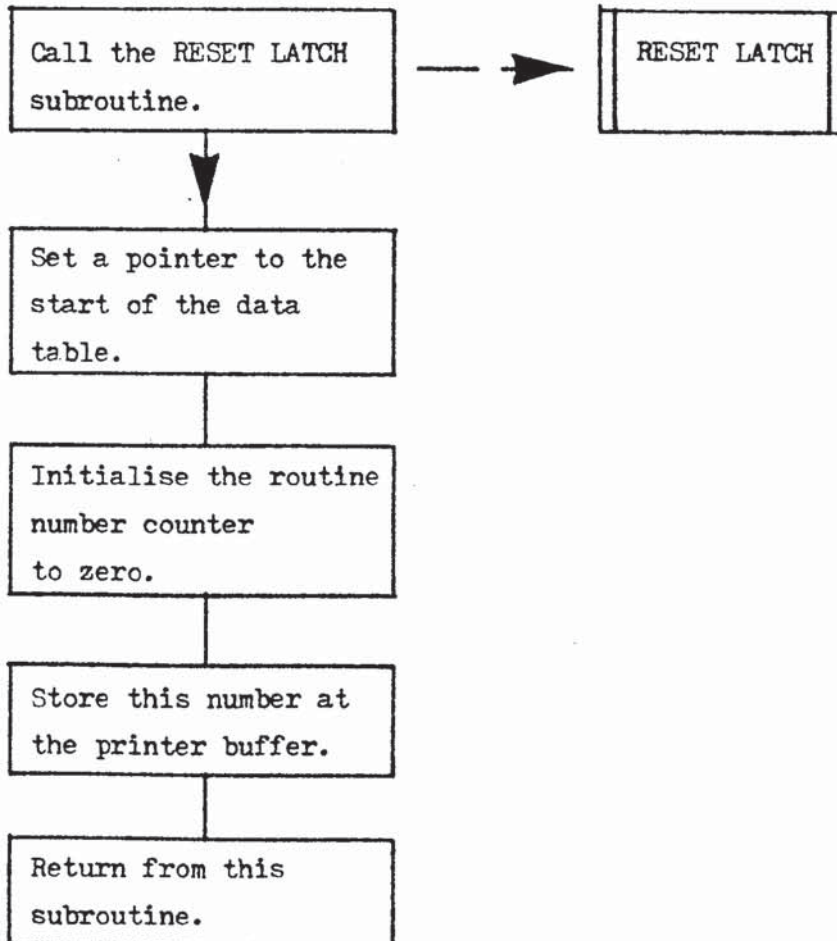 Call the RESET LATCH
subroutine.
RESET LATCH
Set a pointer to the
start of the data
table.
Initialise the routine
number counter
to zero.
Store this number at
the printer buffer.
Return from this
subroutine.